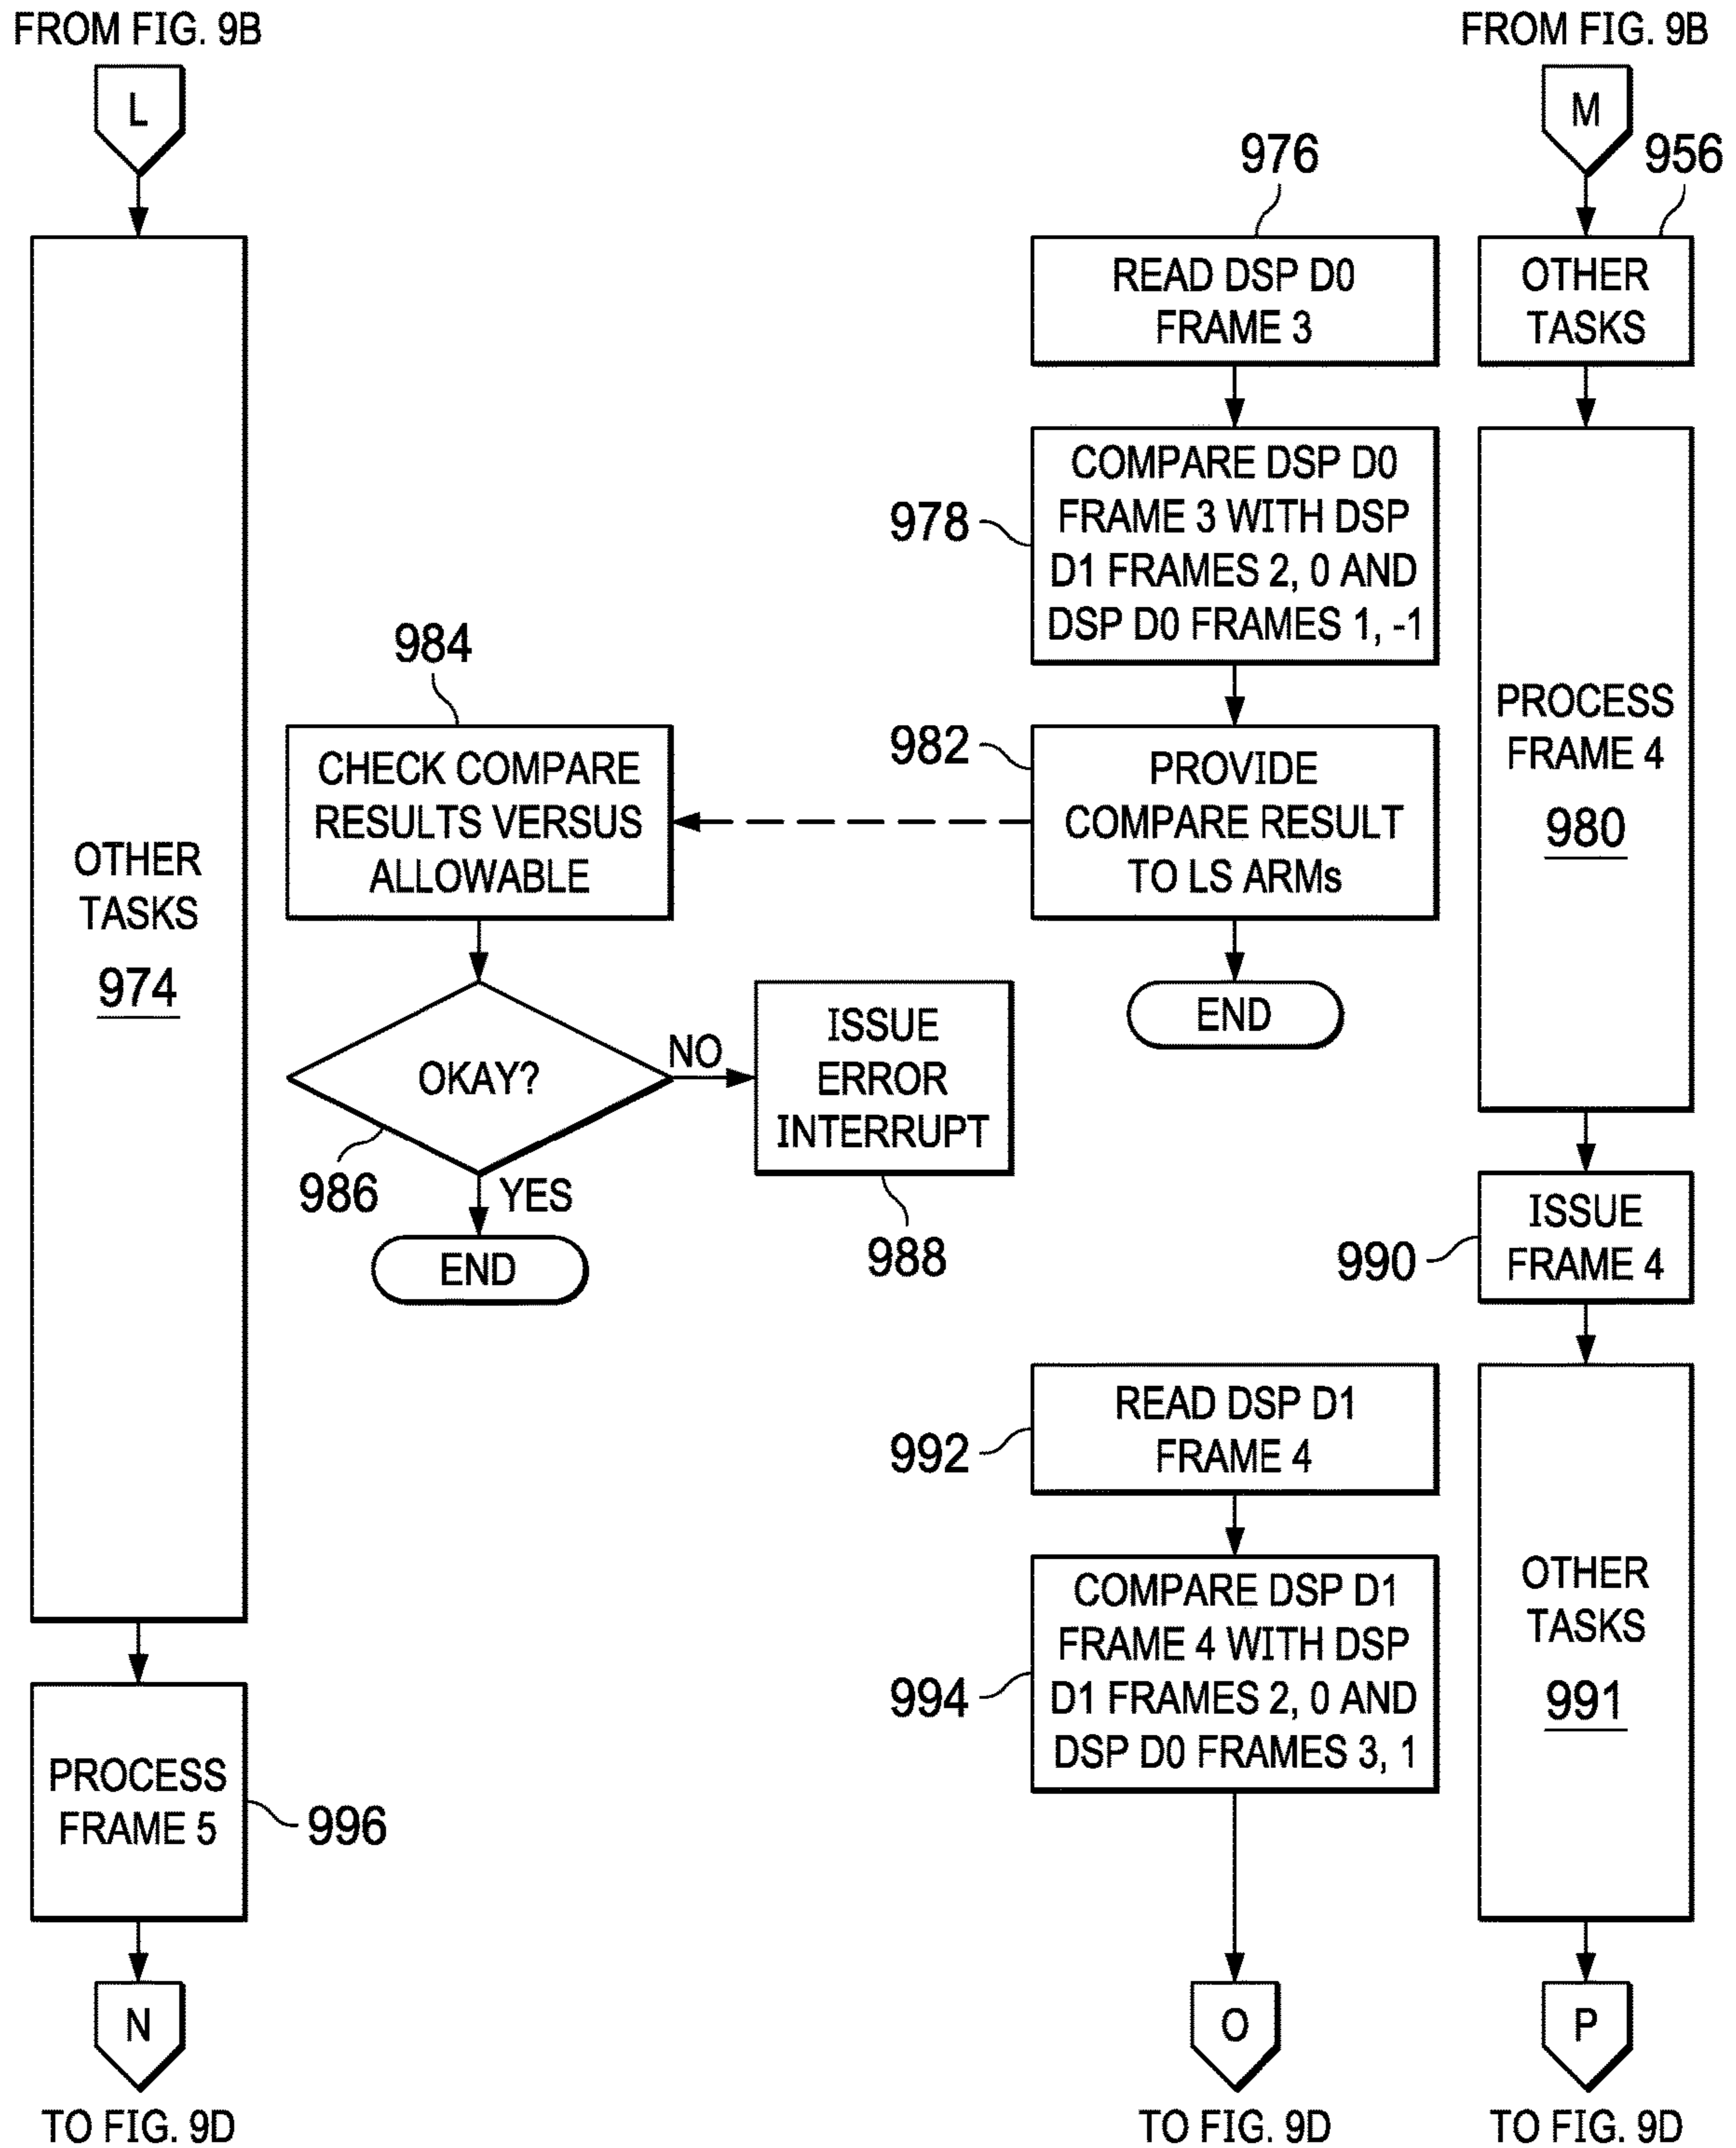 FROM FIG. 9B
L
OTHER
TASKS
974
PROCESS
FRAME 5
996
N
TO FIG. 9D
984
CHECK COMPARE
RESULTS VERSUS
ALLOWABLE
OKAY?
986
NO
YES
END
ISSUE
ERROR
INTERRUPT
988
976
READ DSP D0
FRAME 3
978
COMPARE DSP D0
FRAME 3 WITH DSP
D1 FRAMES 2, 0 AND
DSP D0 FRAMES 1, -1
982
PROVIDE
COMPARE RESULT
TO LS ARMs
END
992
READ DSP D1
FRAME 4
994
COMPARE DSP D1
FRAME 4 WITH DSP
D1 FRAMES 2, 0 AND
DSP D0 FRAMES 3, 1
O
TO FIG. 9D
FROM FIG. 9B
M
956
OTHER
TASKS
PROCESS
FRAME 4
980
990
ISSUE
FRAME 4
OTHER
TASKS
991
P
TO FIG. 9D